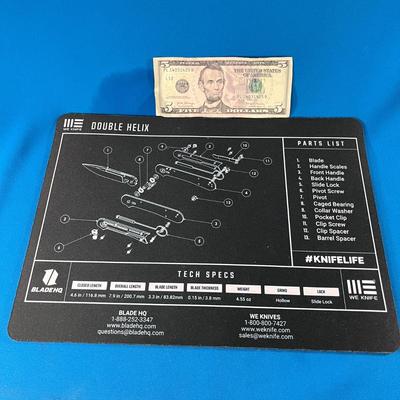 THE UNITED STATES OF AMERICA
5
WE KNIFE
DOUBLE HELIX
PARTS LIST
1. Blade
2. Handle Scales
3. Front Handle
4. Back Handle
5. Slide Lock
6. Pivot Screw
7. Pivot
8. Caged Bearing
9. Collar Washer
10. Pocket Clip
11. Clip Screw
12. Clip Spacer
13. Barrel Spacer
#KNIFELIFE
TECH SPECS
BLADEHQ
CLOSED LENGTH OVERALL LENGTH BLADE LENGTH BLADE THICKNESS WEIGHT GRIND LOCK
4.6 in / 116.8 mm 7.9 in / 200.7 mm 3.3 in / 83.82mm 0.15 in / 3.8 mm 4.55 oz Hollow Slide Lock
WE KNIFE
BLADE HQ
1-888-252-3347
www.bladehq.com
questions@bladehq.com
WE KNIVES
1-800-800-7427
www.weknife.com
sales@weknife.com